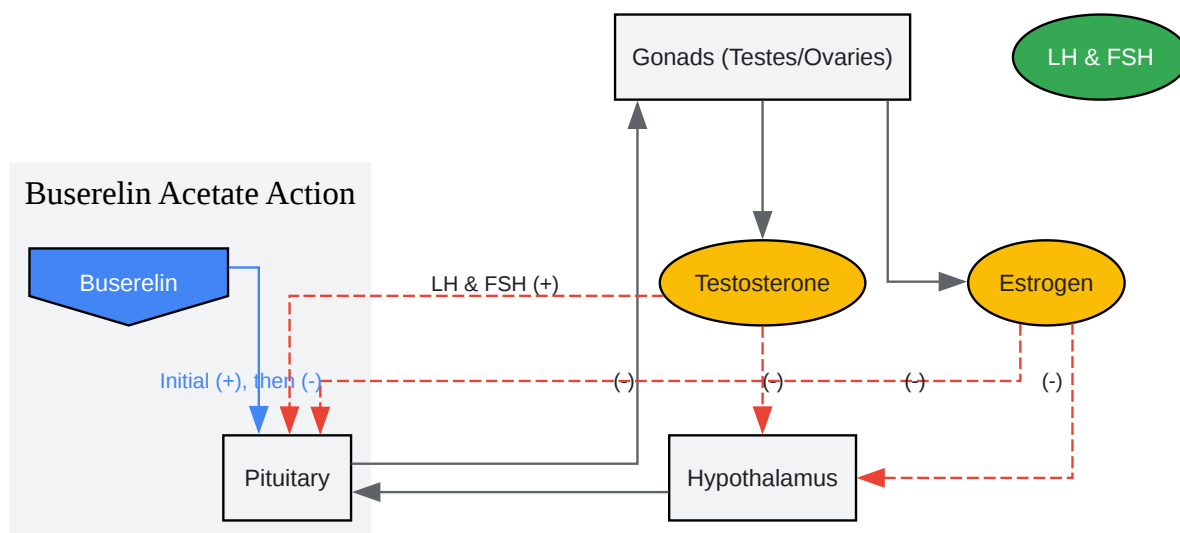 Gonads (Testes/Ovaries)
LH & FSH
Buserelin Acetate Action
Buserelin
LH & FSH (+)
Testosterone
Estrogen
Initial (+), then (-)
(-)
(-)
(-)
(-)
Pituitary
Hypothalamus